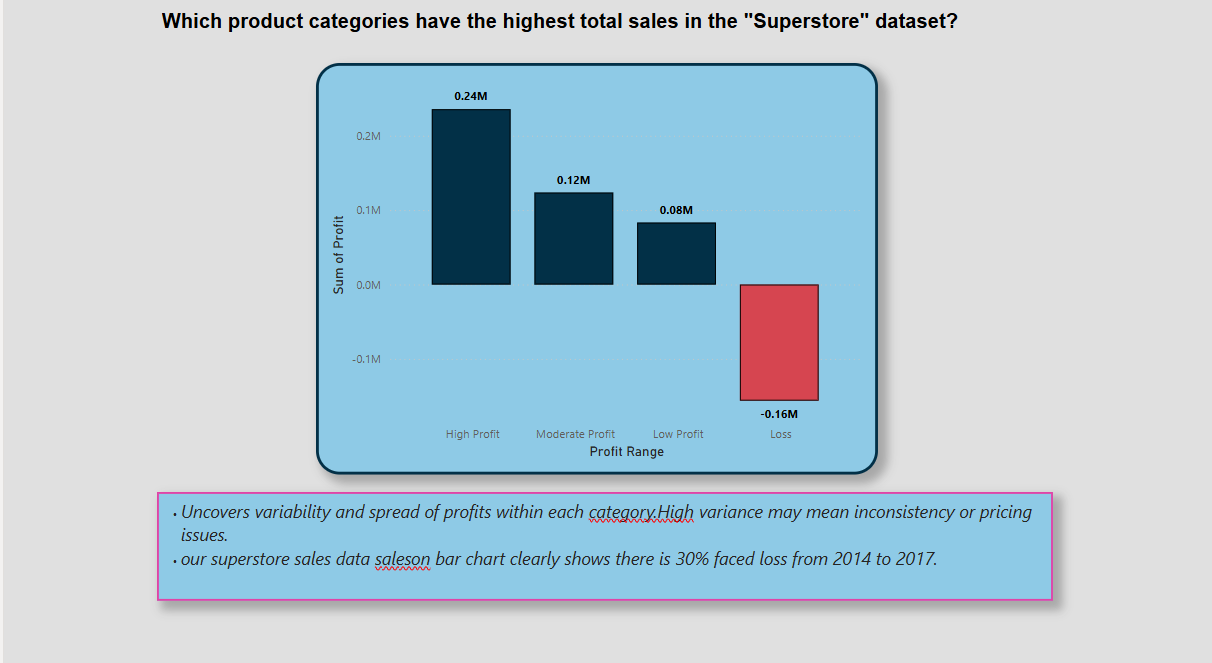 Which product categories have the highest total sales in the "Superstore" dataset?
0.24M
0.2M
0.12M
0.1M
0.08M
Sum of Profit
0.0M
-0.1M
-0.16M
High Profit
Moderate Profit
Low Profit
Loss
Profit Range
• Uncovers variability and spread of profits within each category.High variance may mean inconsistency or pricing
issues.
• our superstore sales data saleson bar chart clearly shows there is 30% faced loss from 2014 to 2017.